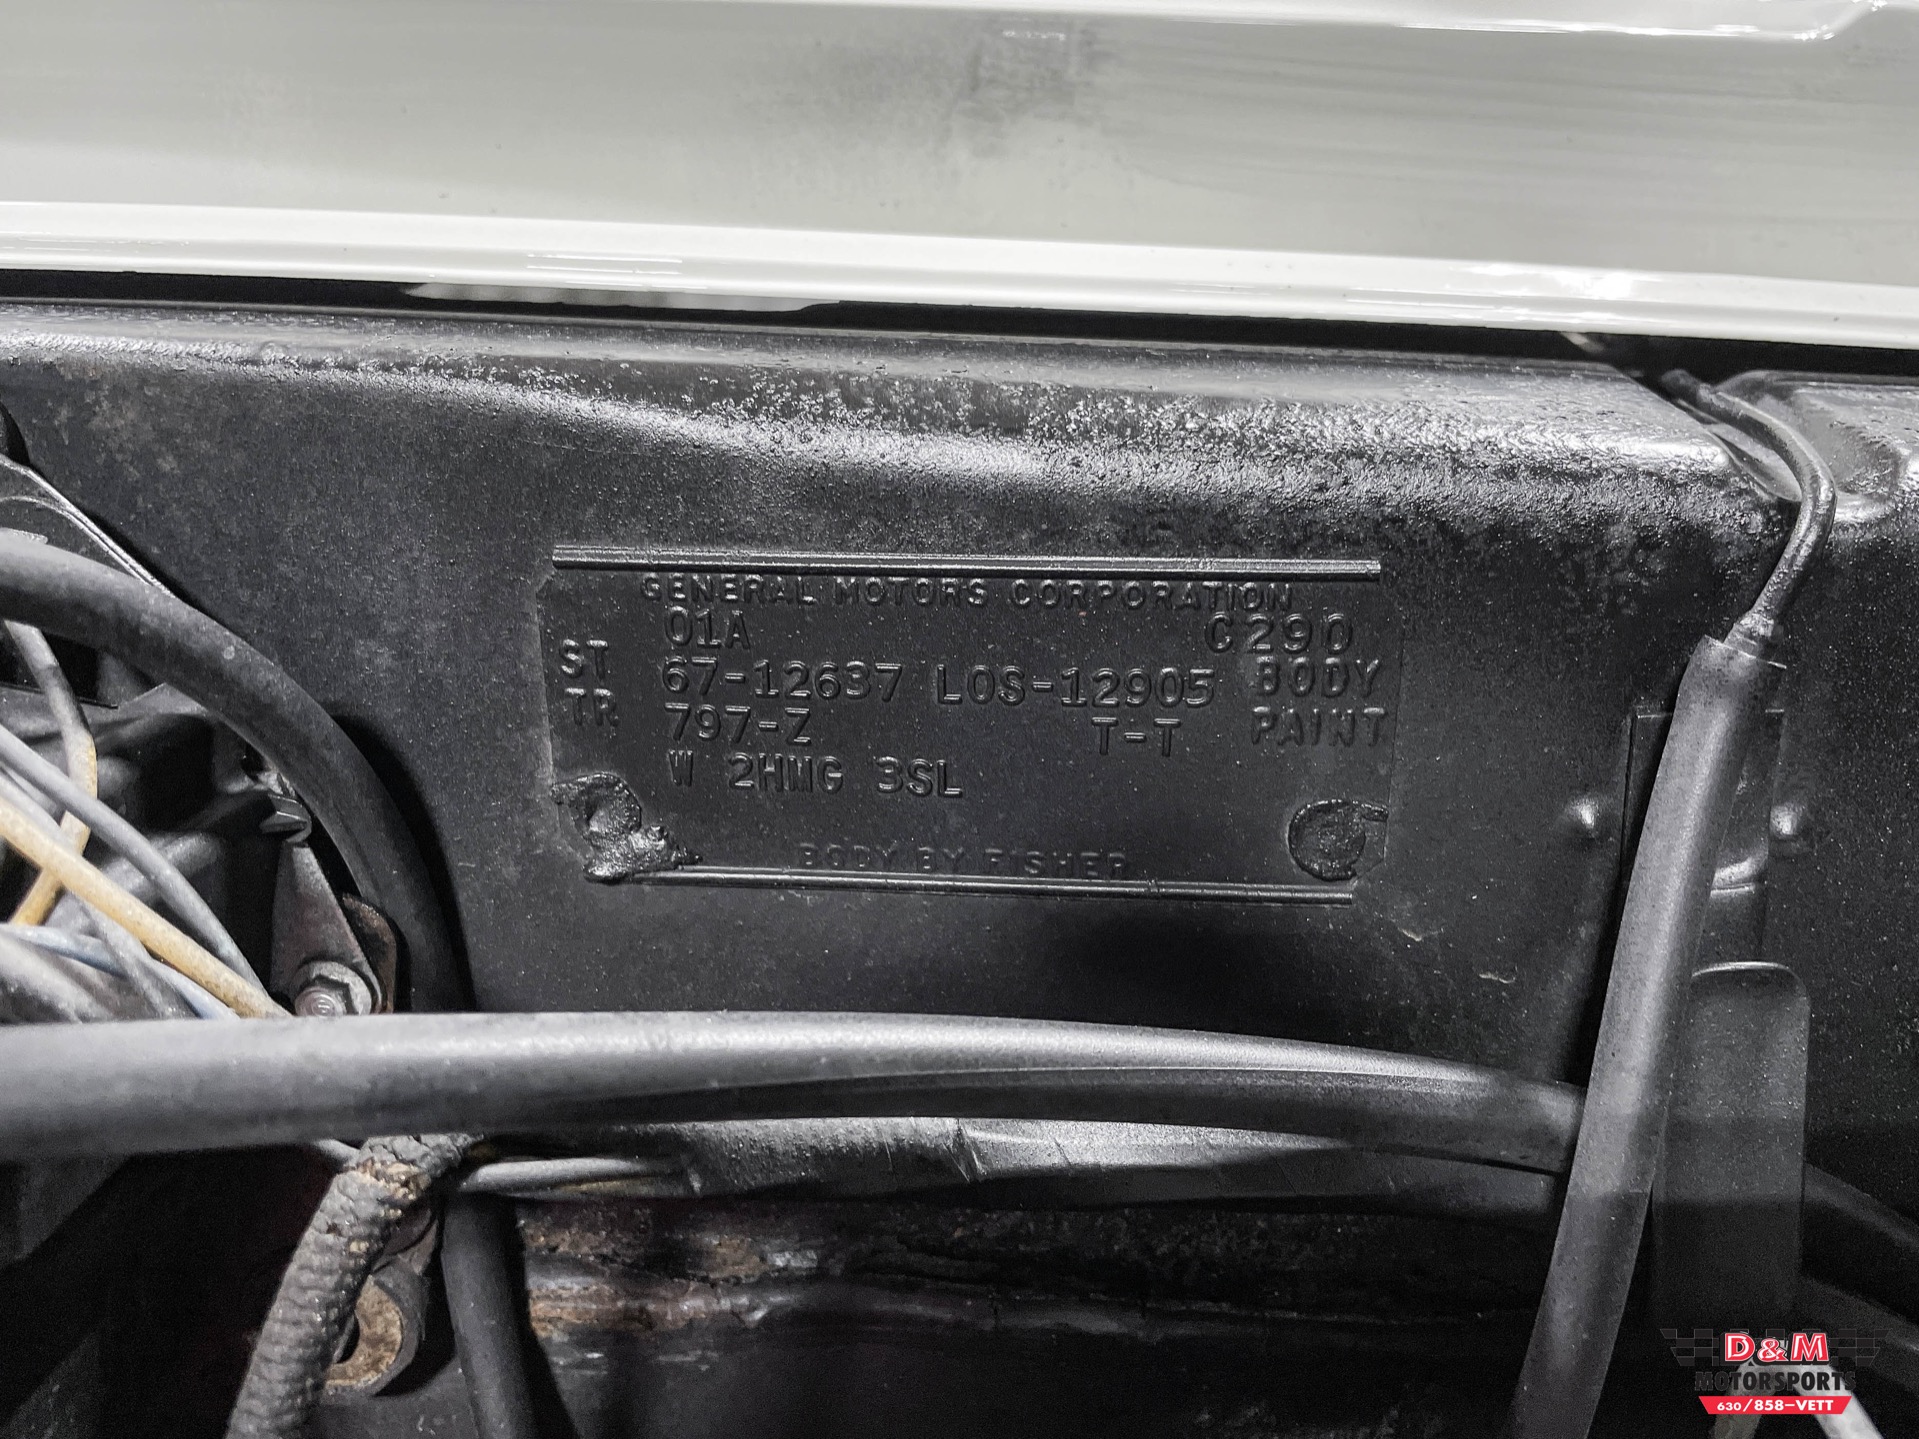 GENERAL MOTORS CORPORATION
01A C290
ST 67-12637 LOS-12905 BODY
TR 797-Z T-T PAINT
W 2HMG 3SL
BODY BY FISHER
D&M
MOTORSPORTS
630/858-VETT